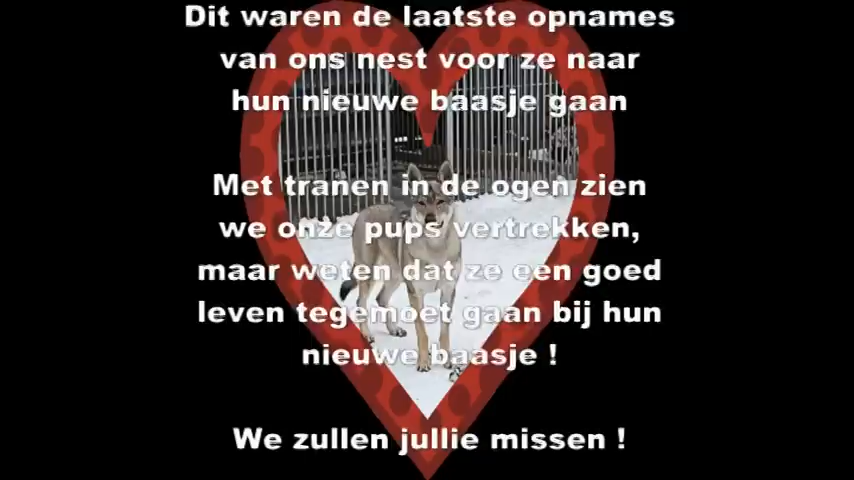 Dit waren de laatste opnames
van ons nest voor ze naar
hun nieuwe baasje gaan
Met tranen in de ogen zien
we onze pups vertrekken,
maar weten dat ze een goed
leven tegemoet gaan bij hun
nieuwe baasje !
We zullen jullie missen !